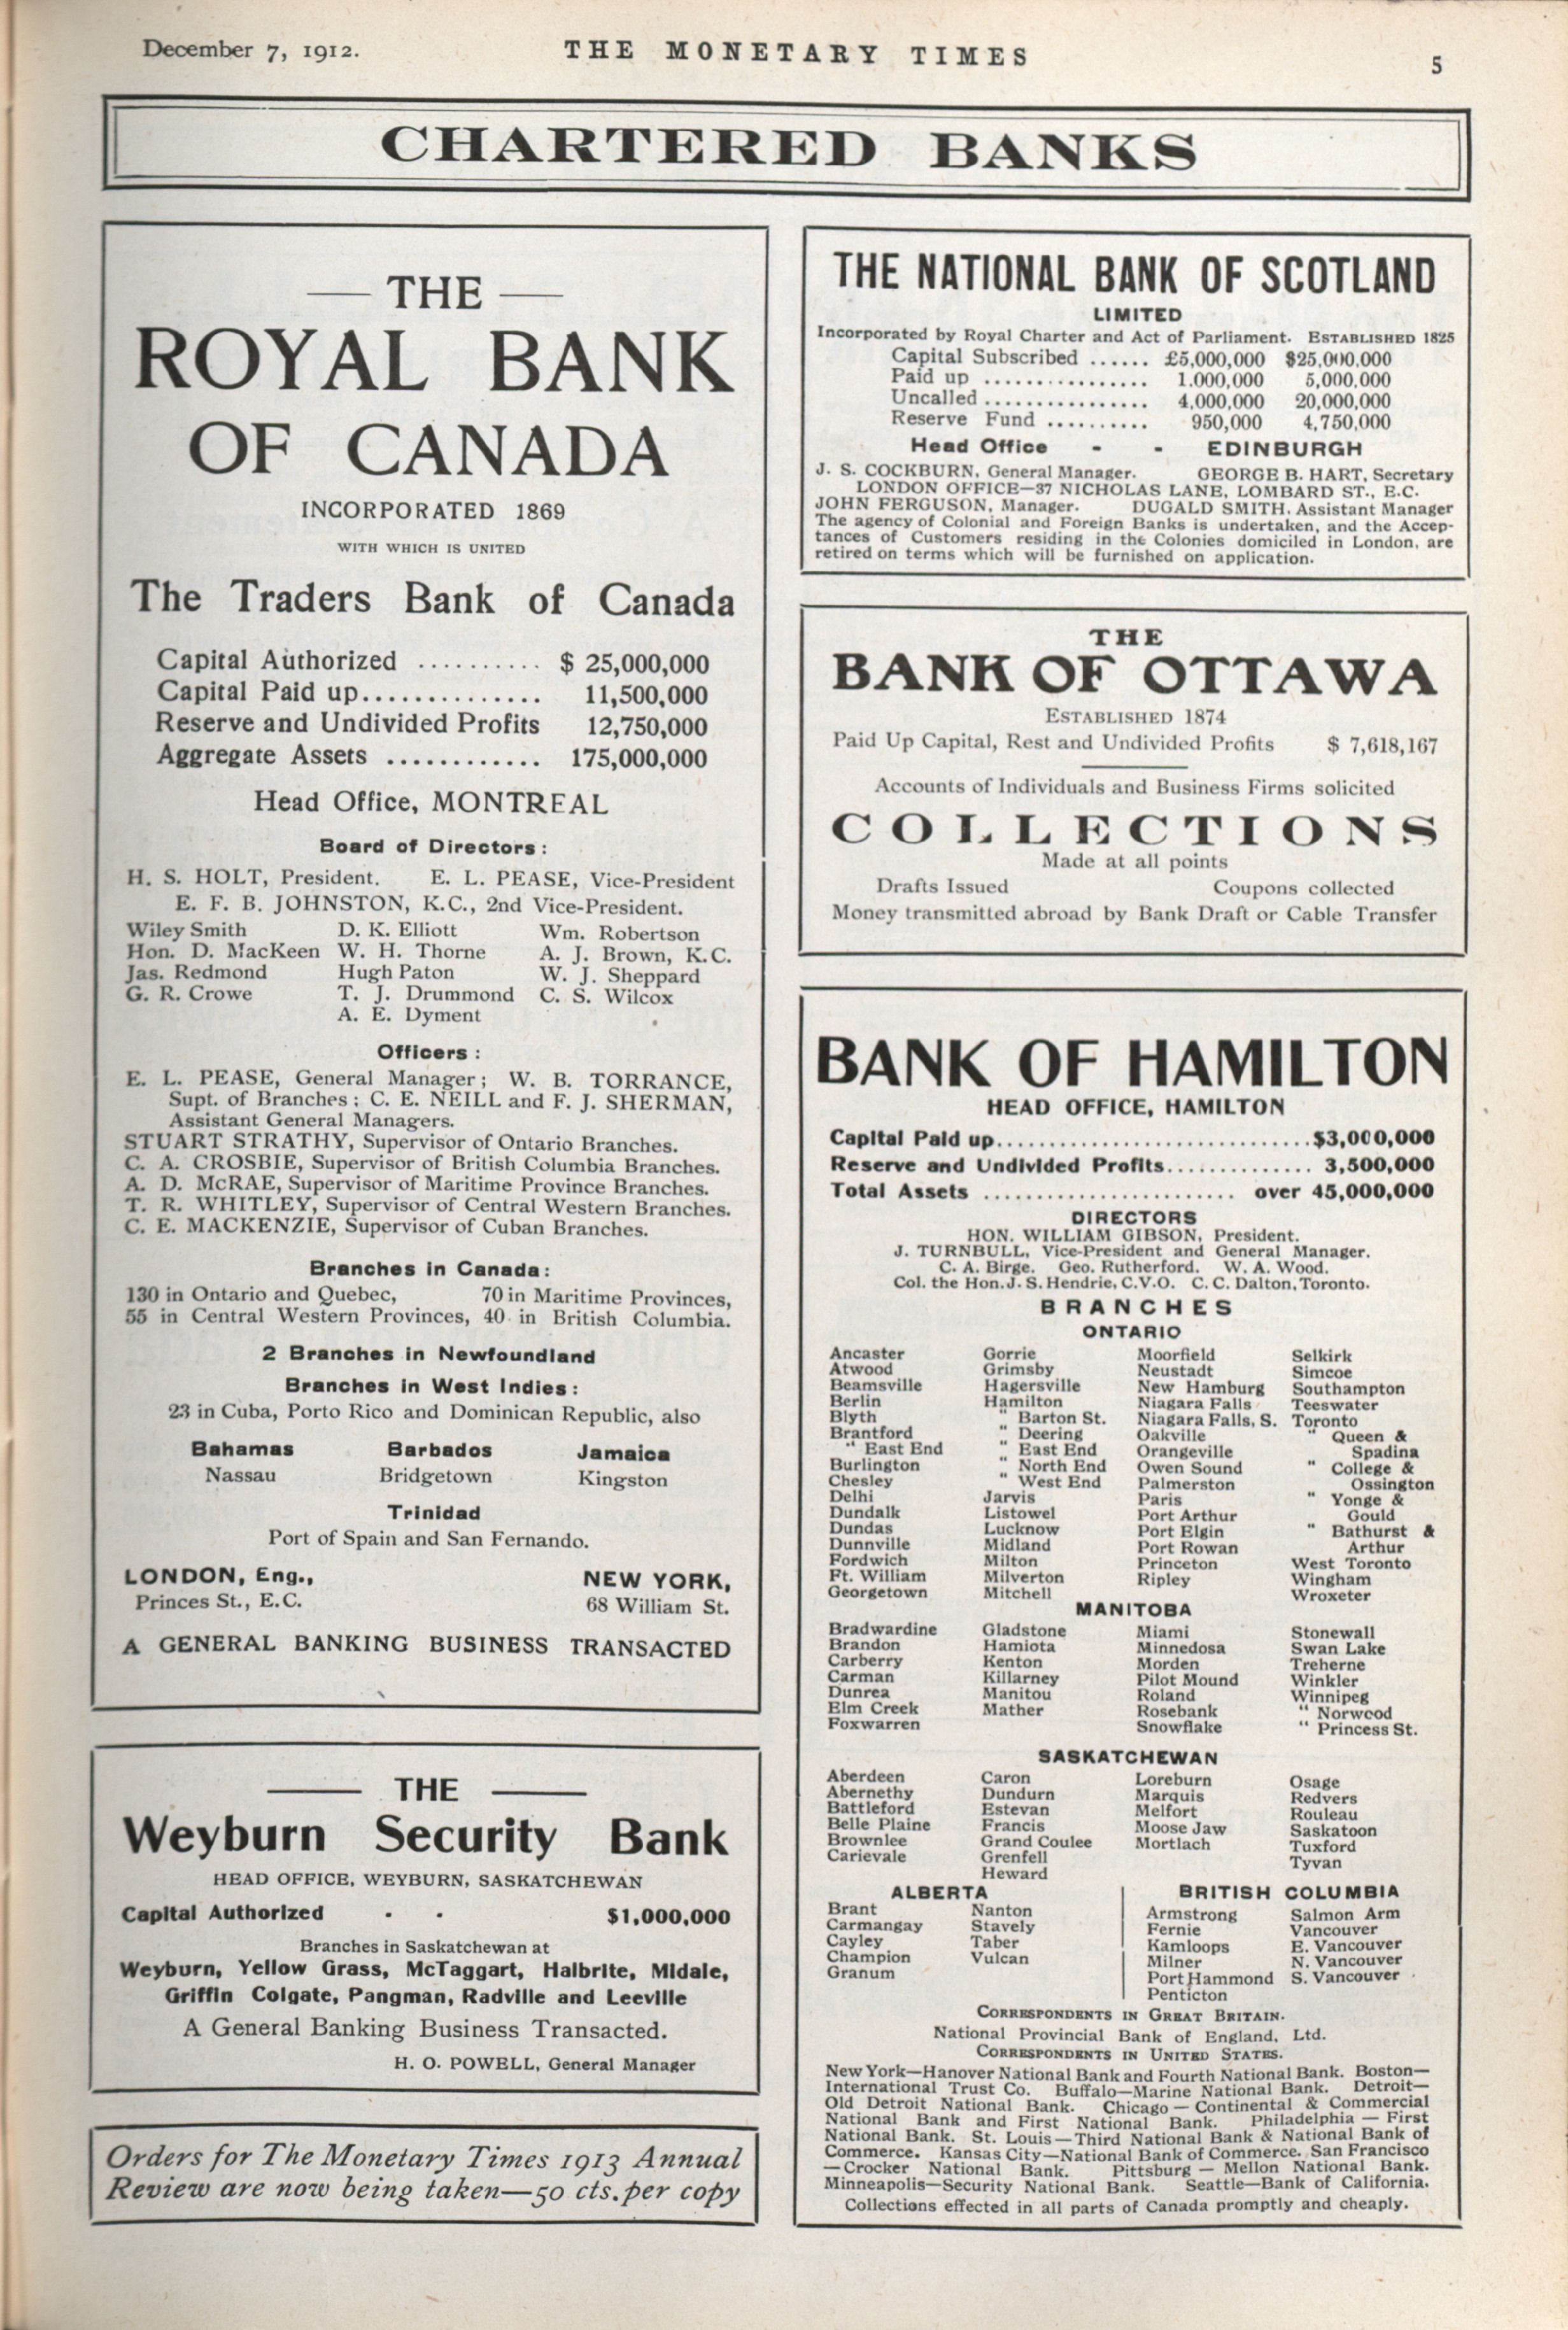 December 7, 1912.
THE MONETARY TIMES
5
CHARTERED BANKS
— THE —
ROYAL BANK
OF CANADA
INCORPORATED 1869
WITH WHICH IS UNITED
The Traders Bank of Canada
Capital Authorized .......... $ 25,000,000
Capital Paid up.............. 11,500,000
Reserve and Undivided Profits 12,750,000
Aggregate Assets ............ 175,000,000
Head Office, MONTREAL
Board of Directors :
H. S. HOLT, President. E. L. PEASE, Vice-President
E. F. B. JOHNSTON, K.C., 2nd Vice-President.
Wiley Smith D. K. Elliott Wm. Robertson
Hon. D. MacKeen W. H. Thorne A. J. Brown, K.C.
Jas. Redmond Hugh Paton W. J. Sheppard
G. R. Crowe T. J. Drummond C. S. Wilcox
A. E. Dyment
Officers :
E. L. PEASE, General Manager ; W. B. TORRANCE,
Supt. of Branches ; C. E. NEILL and F. J. SHERMAN,
Assistant General Managers.
STUART STRATHY, Supervisor of Ontario Branches.
C. A. CROSBIE, Supervisor of British Columbia Branches.
A. D. McRAE, Supervisor of Maritime Province Branches.
T. R. WHITLEY, Supervisor of Central Western Branches.
C. E. MACKENZIE, Supervisor of Cuban Branches.
Branches in Canada :
130 in Ontario and Quebec, 70 in Maritime Provinces,
55 in Central Western Provinces, 40 in British Columbia.
2 Branches in Newfoundland
Branches in West Indies :
23 in Cuba, Porto Rico and Dominican Republic, also
Bahamas Barbados Jamaica
Nassau Bridgetown Kingston
Trinidad
Port of Spain and San Fernando.
LONDON, Eng., NEW YORK,
Princes St., E.C. 68 William St.
A GENERAL BANKING BUSINESS TRANSACTED
— THE —
Weyburn Security Bank
HEAD OFFICE, WEYBURN, SASKATCHEWAN
Capital Authorized - - $1,000,000
Branches in Saskatchewan at
Weyburn, Yellow Grass, McTaggart, Halbrite, Midale,
Griffin Colgate, Pangman, Radville and Leeville
A General Banking Business Transacted.
H. O. POWELL, General Manager
Orders for The Monetary Times 1913 Annual
Review are now being taken—50 cts. per copy
THE NATIONAL BANK OF SCOTLAND
LIMITED
Incorporated by Royal Charter and Act of Parliament. ESTABLISHED 1825
Capital Subscribed ...... £5,000,000 $25,000,000
Paid up ................ 1.000,000 5,000.000
Uncalled ................ 4,000,000 20,000,000
Reserve Fund .......... 950,000 4,750,000
Head Office - - EDINBURGH
J. S. COCKBURN, General Manager. GEORGE B. HART, Secretary
LONDON OFFICE—37 NICHOLAS LANE, LOMBARD ST., E.C.
JOHN FERGUSON, Manager. DUGALD SMITH, Assistant Manager
The agency of Colonial and Foreign Banks is undertaken, and the Accep-
tances of Customers residing in the Colonies domiciled in London, are
retired on terms which will be furnished on application.
THE
BANK OF OTTAWA
ESTABLISHED 1874
Paid Up Capital, Rest and Undivided Profits $ 7,618,167
Accounts of Individuals and Business Firms solicited
COLLECTIONS
Made at all points
Drafts Issued Coupons collected
Money transmitted abroad by Bank Draft or Cable Transfer
BANK OF HAMILTON
HEAD OFFICE, HAMILTON
Capital Paid up..............................$3,000,000
Reserve and Undivided Profits.............. 3,500,000
Total Assets ........................ over 45,000,000
DIRECTORS
HON. WILLIAM GIBSON, President.
J. TURNBULL, Vice-President and General Manager.
C. A. Birge. Geo. Rutherford. W. A. Wood.
Col. the Hon. J. S. Hendrie, C.V.O. C. C. Dalton, Toronto.
BRANCHES
ONTARIO
Ancaster Gorrie Moorfield Selkirk
Atwood Grimsby Neustadt Simcoe
Beamsville Hagersville New Hamburg Southampton
Berlin Hamilton Niagara Falls Teeswater
Blyth " Barton St. Niagara Falls, S. Toronto
Brantford " Deering Oakville " Queen &
" East End " East End Orangeville Spadina
Burlington " North End Owen Sound " College &
Chesley " West End Palmerston Ossington
Delhi Jarvis Paris " Yonge &
Dundalk Listowel Port Arthur Gould
Dundas Lucknow Port Elgin " Bathurst &
Dunnville Midland Port Rowan Arthur
Fordwich Milton Princeton West Toronto
Ft. William Milverton Ripley Wingham
Georgetown Mitchell Wroxeter
MANITOBA
Bradwardine Gladstone Miami Stonewall
Brandon Hamiota Minnedosa Swan Lake
Carberry Kenton Morden Treherne
Carman Killarney Pilot Mound Winkler
Dunrea Manitou Roland Winnipeg
Elm Creek Mather Rosebank " Norwood
Foxwarren Snowflake " Princess St.
SASKATCHEWAN
Aberdeen Caron Loreburn Osage
Abernethy Dundurn Marquis Redvers
Battleford Estevan Melfort Rouleau
Belle Plaine Francis Moose Jaw Saskatoon
Brownlee Grand Coulee Mortlach Tuxford
Carievale Grenfell Tyvan
Heward
ALBERTA BRITISH COLUMBIA
Brant Nanton Armstrong Salmon Arm
Carmangay Stavely Fernie Vancouver
Cayley Taber Kamloops E. Vancouver
Champion Vulcan Milner N. Vancouver
Granum Port Hammond S. Vancouver
Penticton
CORRESPONDENTS IN GREAT BRITAIN.
National Provincial Bank of England, Ltd.
CORRESPONDENTS IN UNITED STATES.
New York—Hanover National Bank and Fourth National Bank. Boston—
International Trust Co. Buffalo—Marine National Bank. Detroit—
Old Detroit National Bank. Chicago — Continental & Commercial
National Bank and First National Bank. Philadelphia — First
National Bank. St. Louis—Third National Bank & National Bank of
Commerce. Kansas City—National Bank of Commerce. San Francisco
—Crocker National Bank. Pittsburg — Mellon National Bank.
Minneapolis—Security National Bank. Seattle—Bank of California.
Collections effected in all parts of Canada promptly and cheaply.